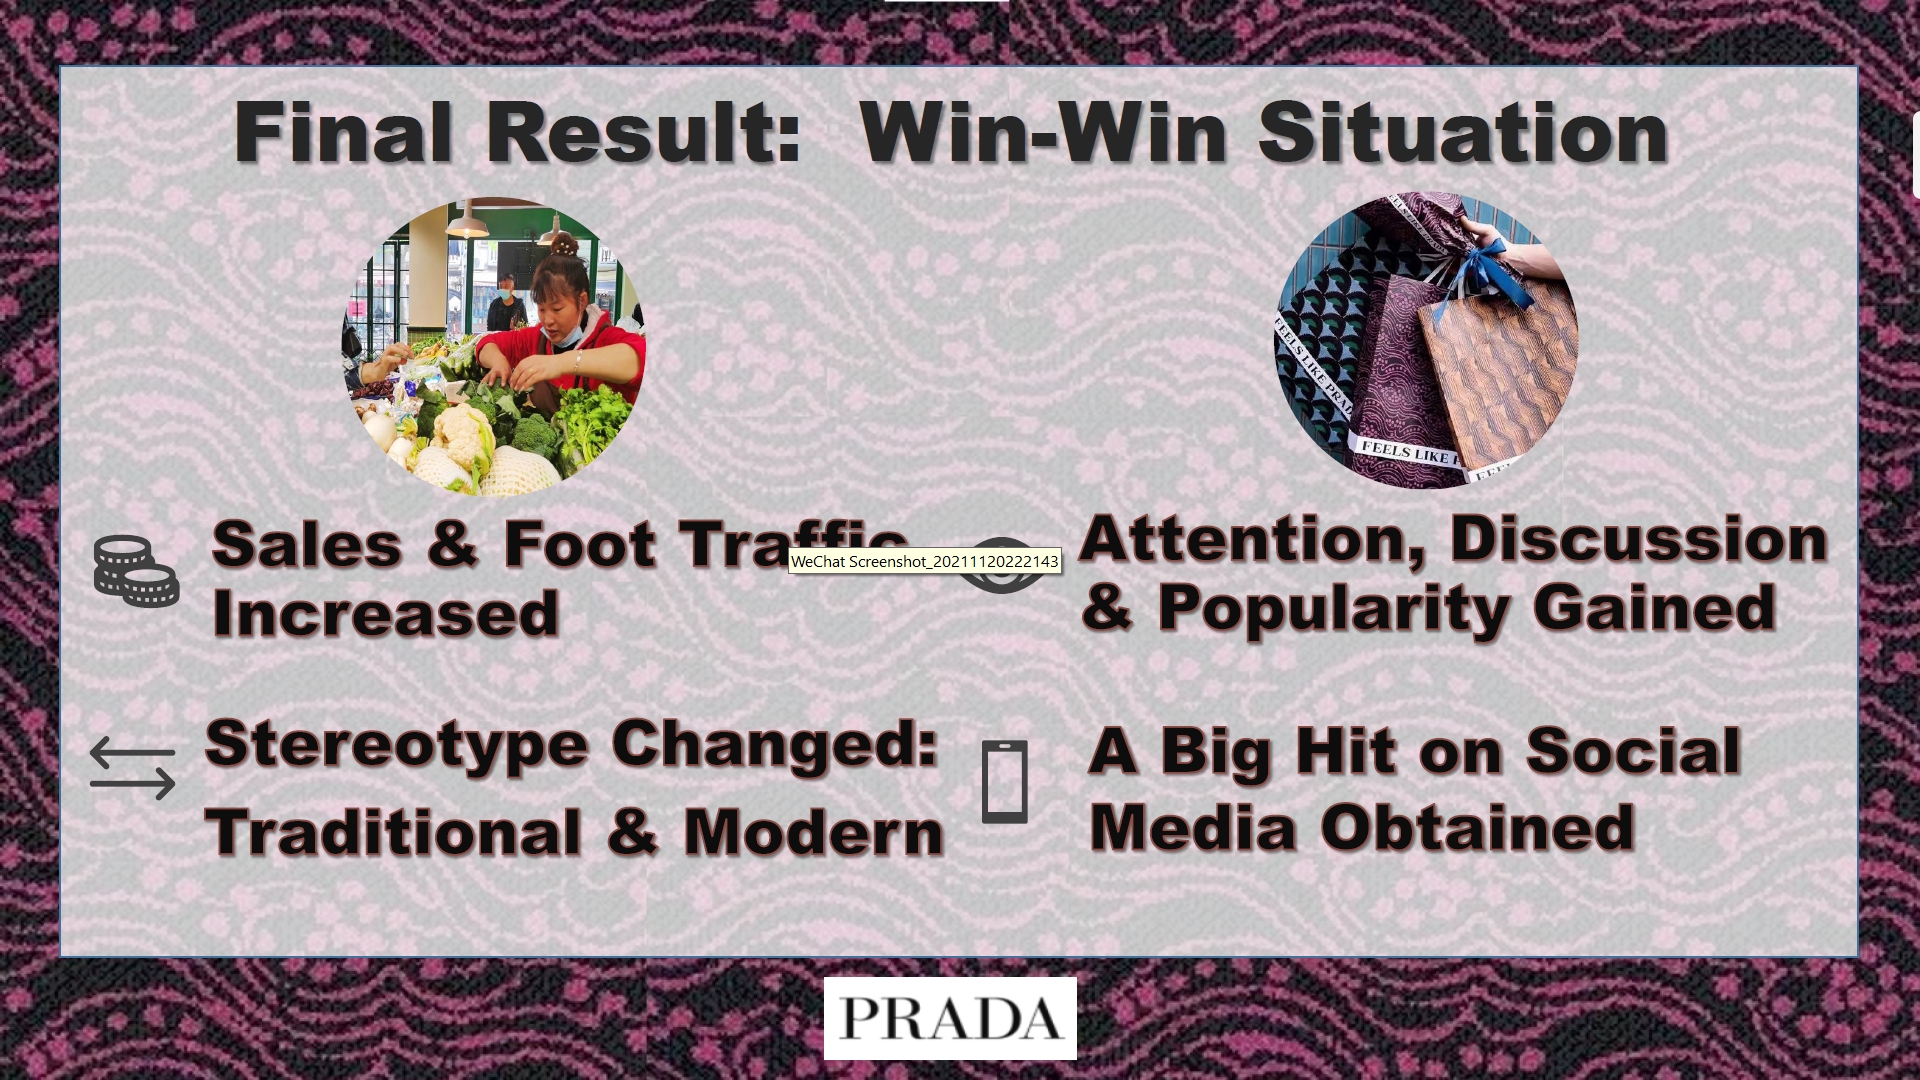 Final Result: Win-Win Situation
FEELS LIKE PRAD
FEELS LIKE
Sales & Foot Traffic
Increased
WeChat Screenshot_20211120222143
Attention, Discussion
& Popularity Gained
Stereotype Changed:
Traditional & Modern
A Big Hit on Social
Media Obtained
PRADA